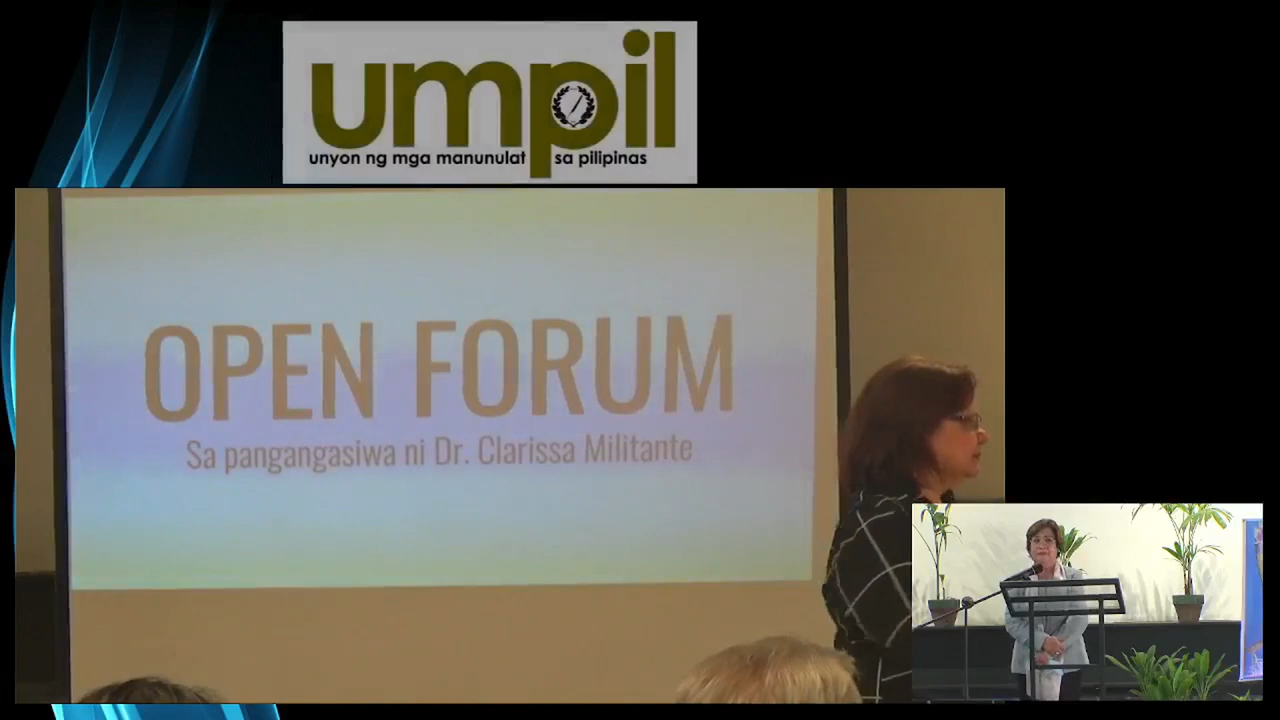 umpil
unyon ng mga manunulat sa pilipinas
OPEN FORUM
Sa pangangasiwa ni Dr. Clarissa Militante